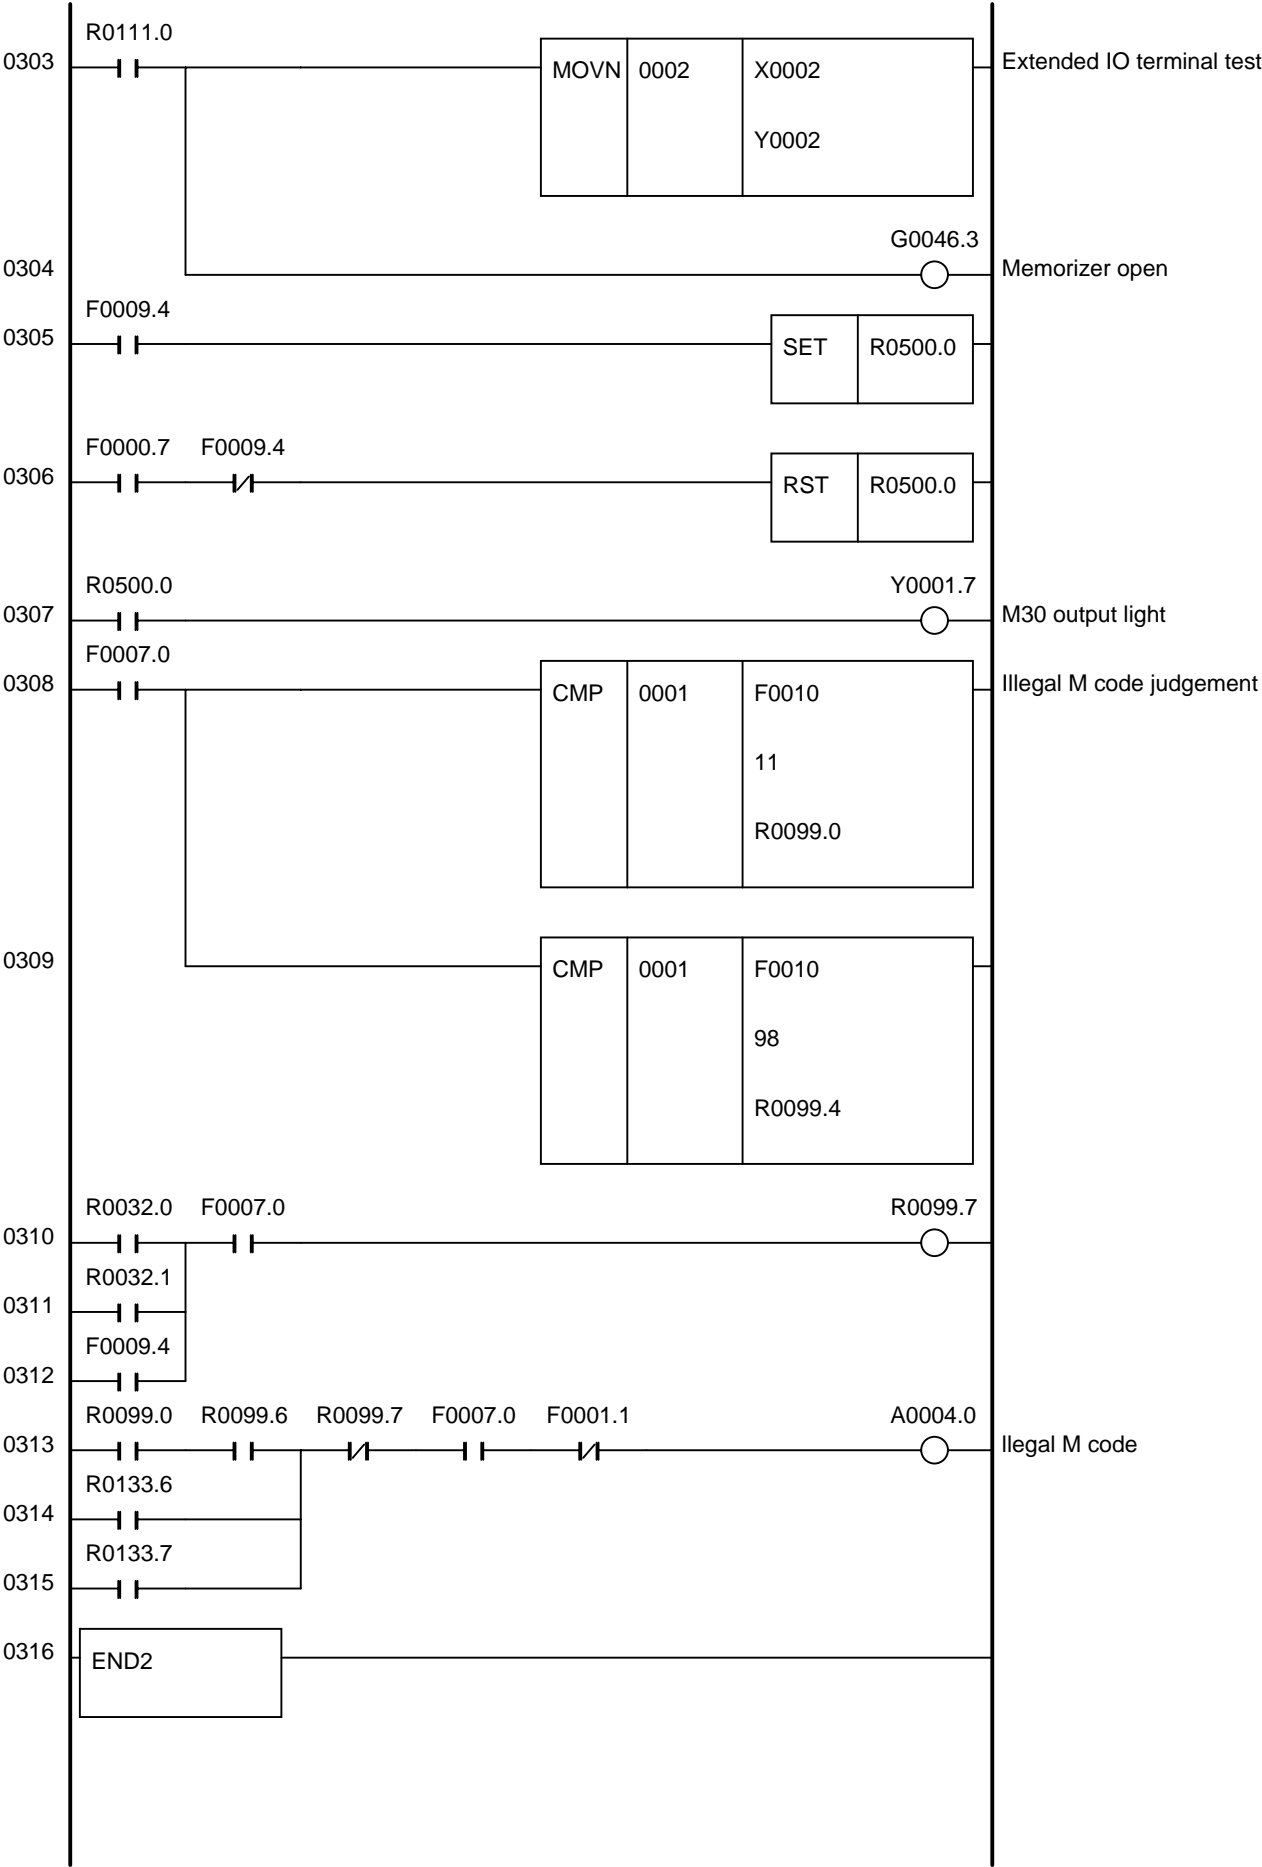 R0111.0
0303 MOVN 0002 X0002 Extended IO terminal test
Y0002
G0046.3
0304 Memorizer open
F0009.4
0305 SET R0500.0
F0000.7 F0009.4
0306 RST R0500.0
R0500.0 Y0001.7
0307 M30 output light
F0007.0
0308 CMP 0001 F0010 Illegal M code judgement
11
R0099.0
0309 CMP 0001 F0010
98
R0099.4
R0032.0 F0007.0 R0099.7
0310
R0032.1
0311
F0009.4
0312
R0099.0 R0099.6 R0099.7 F0007.0 F0001.1 A0004.0
0313 llegal M code
R0133.6
0314
R0133.7
0315
0316 END2